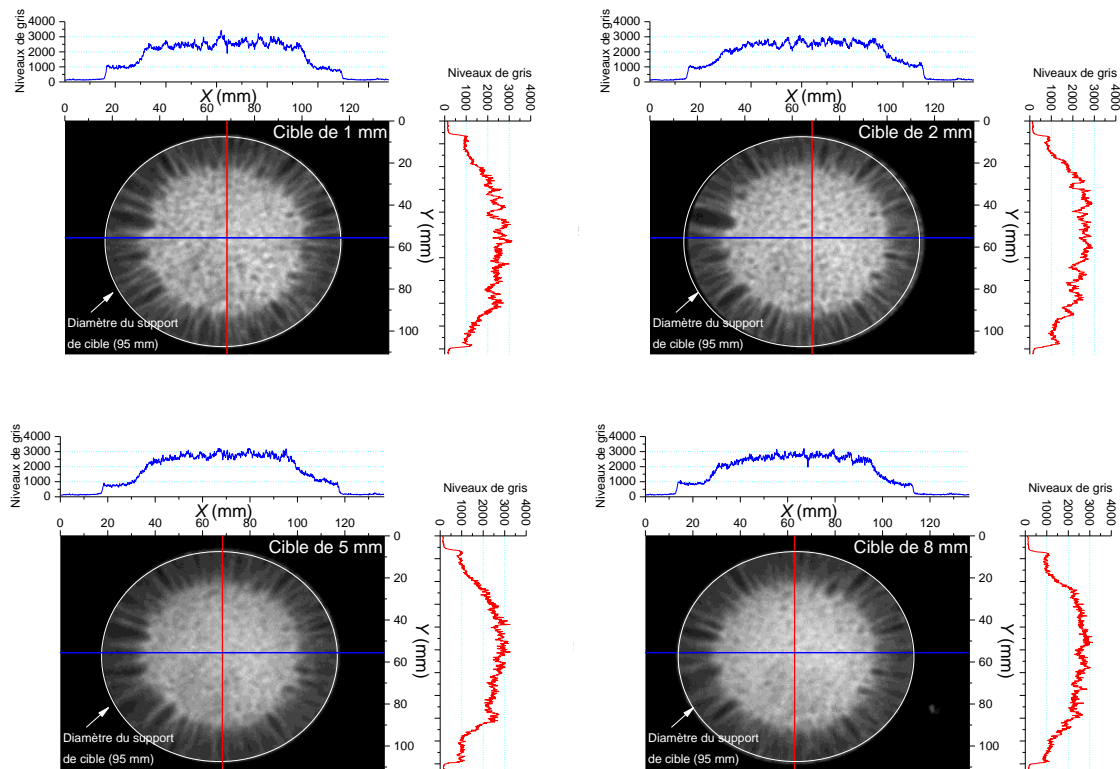 Niveaux de gris
4000
3000
2000
1000
0
0 20 40 60 80 100 120
X (mm)
Cible de 1 mm
Diamètre du support
de cible (95 mm)
0
20
40
60
80
100
Y (mm)
Niveaux de gris
0 1000 2000 3000 4000
Niveaux de gris
4000
3000
2000
1000
0
0 20 40 60 80 100 120
X (mm)
Cible de 2 mm
Diamètre du support
de cible (95 mm)
0
20
40
60
80
100
Y (mm)
Niveaux de gris
0 1000 2000 3000 4000
Niveaux de gris
4000
3000
2000
1000
0
0 20 40 60 80 100 120
X (mm)
Cible de 5 mm
Diamètre du support
de cible (95 mm)
0
20
40
60
80
100
Y (mm)
Niveaux de gris
0 1000 2000 3000 4000
Niveaux de gris
4000
3000
2000
1000
0
0 20 40 60 80 100 120
X (mm)
Cible de 8 mm
Diamètre du support
de cible (95 mm)
0
20
40
60
80
100
Y (mm)
Niveaux de gris
0 1000 2000 3000 4000